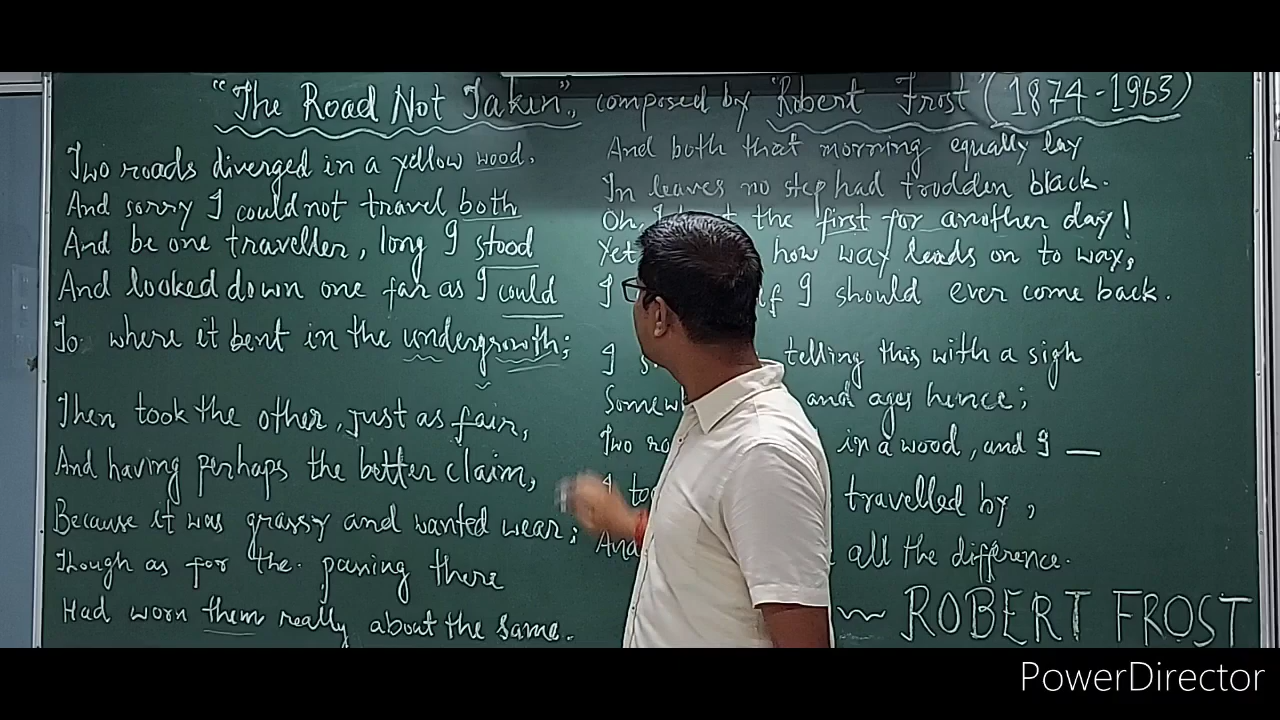 "The Road Not Taken", composed by "Robert Frost" (1874-1963)
Two roads diverged in a yellow wood,
And sorry I could not travel both
And be one traveller, long I stood
And looked down one far as I could
To where it bent in the undergrowth;
Then took the other, just as fair,
And having perhaps the better claim,
Because it was grassy and wanted wear;
Though as for the passing there
Had worn them really about the same.
And both that morning equally lay
In leaves no step had trodden black.
Oh, the first for another day!
Yet how way leads on to way,
I if I should ever come back.
I telling this with a sigh
and ages hence;
Two in a wood, and I —
I travelled by,
And all the difference.
~ ROBERT FROST
PowerDirector